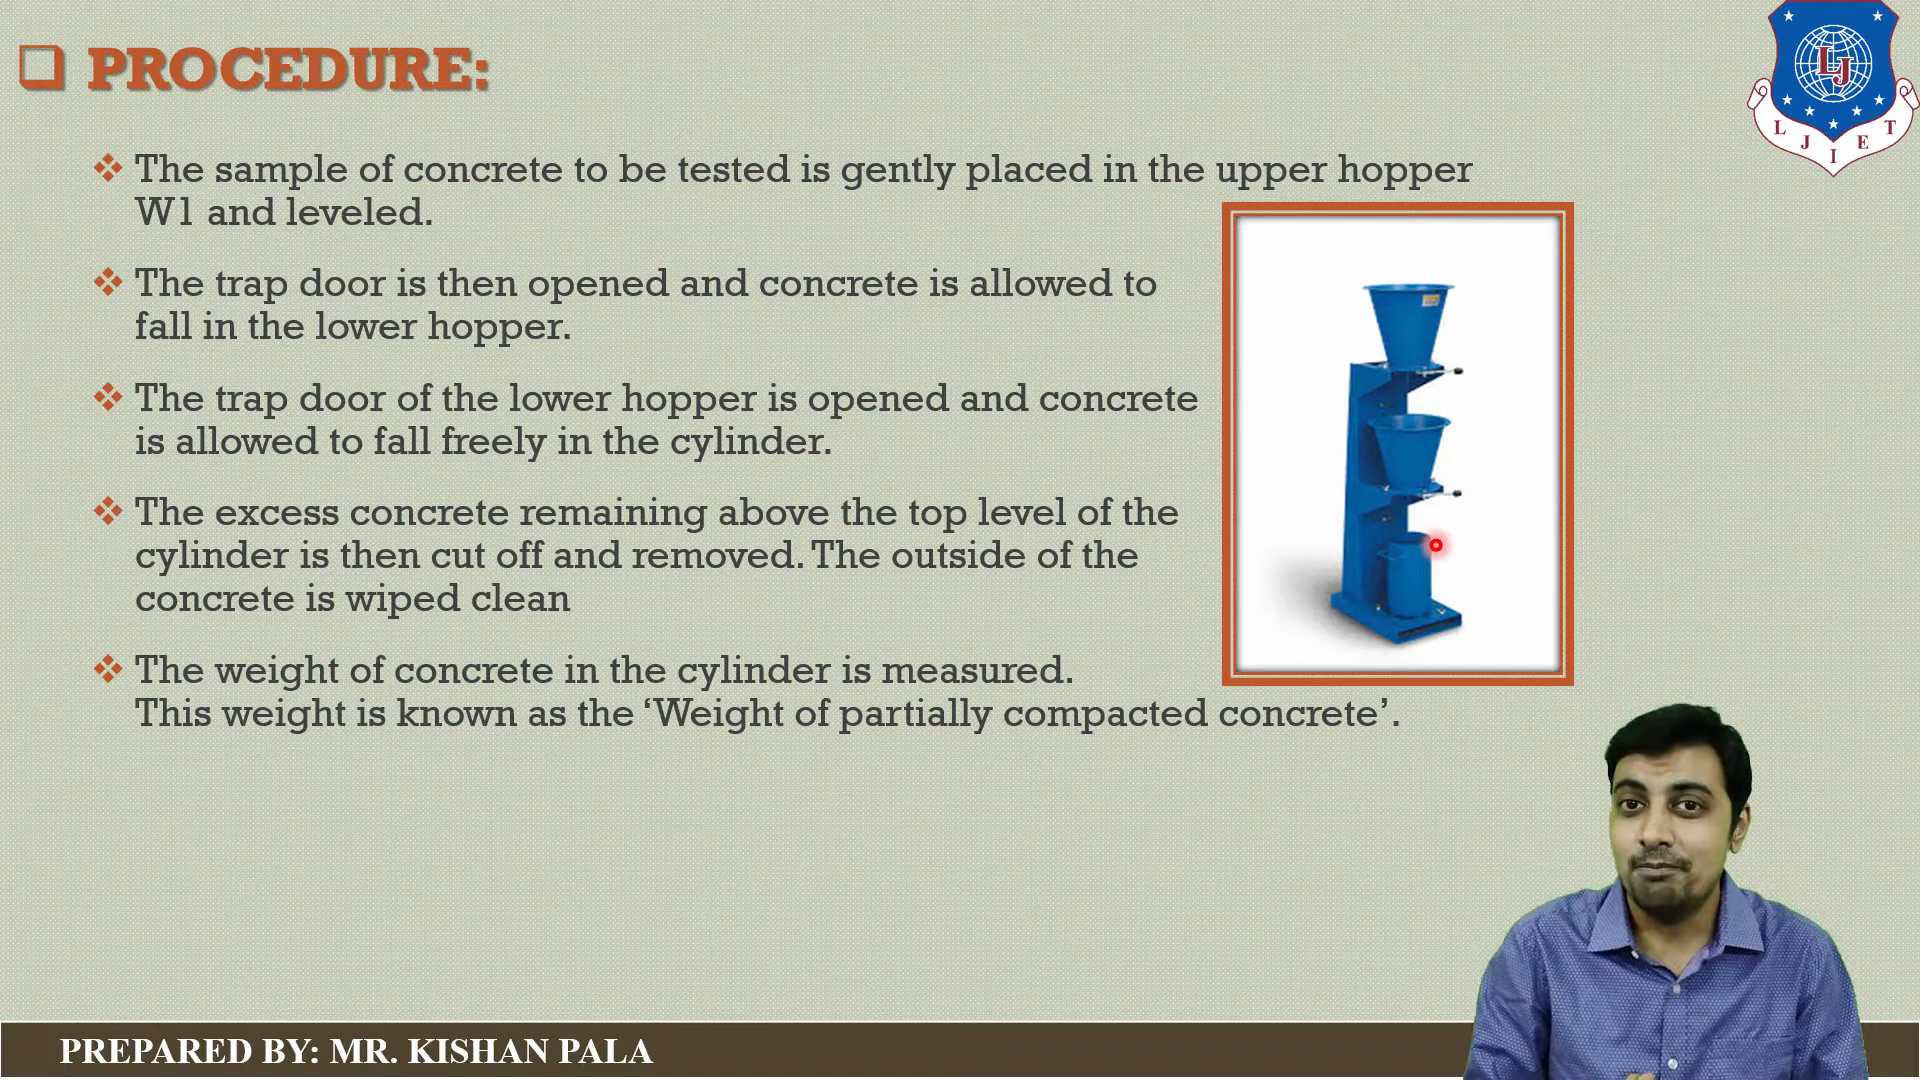 PROCEDURE:
The sample of concrete to be tested is gently placed in the upper hopper
W1 and leveled.
The trap door is then opened and concrete is allowed to
fall in the lower hopper.
The trap door of the lower hopper is opened and concrete
is allowed to fall freely in the cylinder.
The excess concrete remaining above the top level of the
cylinder is then cut off and removed. The outside of the
concrete is wiped clean
The weight of concrete in the cylinder is measured.
This weight is known as the ‘Weight of partially compacted concrete’.
LJ
L J I E T
PREPARED BY: MR. KISHAN PALA